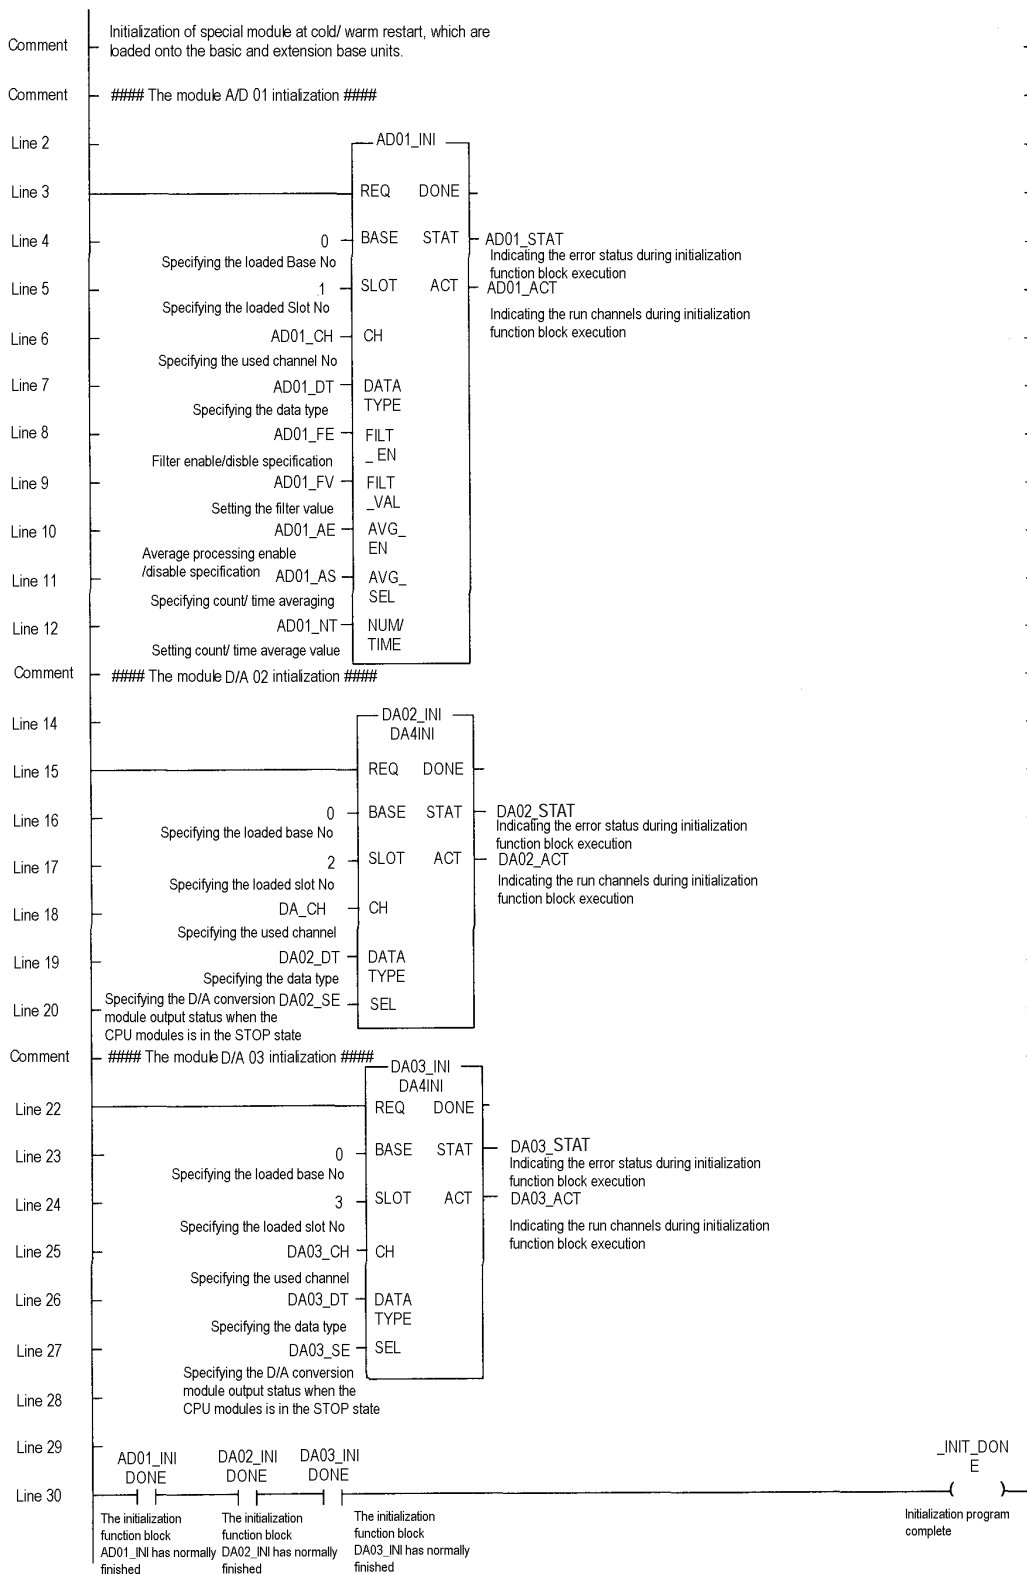 Comment
Initialization of special module at cold/ warm restart, which are
loaded onto the basic and extension base units.
Comment
#### The module A/D 01 intialization ####
Line 2
AD01_INI
Line 3
REQ DONE
Line 4
0 BASE STAT AD01_STAT
Specifying the loaded Base No
Indicating the error status during initialization
function block execution
Line 5
1 SLOT ACT AD01_ACT
Specifying the loaded Slot No
Indicating the run channels during initialization
function block execution
Line 6
AD01_CH CH
Specifying the used channel No
Line 7
AD01_DT DATA
TYPE
Specifying the data type
Line 8
AD01_FE FILT
_ EN
Filter enable/disble specification
Line 9
AD01_FV FILT
_VAL
Setting the filter value
Line 10
AD01_AE AVG_
EN
Average processing enable
/disable specification
Line 11
AD01_AS AVG_
SEL
Specifying count/ time averaging
Line 12
AD01_NT NUM/
TIME
Setting count/ time average value
Comment
#### The module D/A 02 intialization ####
Line 14
DA02_INI
DA4INI
Line 15
REQ DONE
Line 16
0 BASE STAT DA02_STAT
Specifying the loaded base No
Indicating the error status during initialization
function block execution
Line 17
2 SLOT ACT DA02_ACT
Specifying the loaded slot No
Indicating the run channels during initialization
function block execution
Line 18
DA_CH CH
Specifying the used channel
Line 19
DA02_DT DATA
TYPE
Specifying the data type
Line 20
Specifying the D/A conversion DA02_SE SEL
module output status when the
CPU modules is in the STOP state
Comment
#### The module D/A 03 intialization ####
DA03_INI
DA4INI
Line 22
REQ DONE
Line 23
0 BASE STAT DA03_STAT
Specifying the loaded base No
Indicating the error status during initialization
function block execution
Line 24
3 SLOT ACT DA03_ACT
Specifying the loaded slot No
Indicating the run channels during initialization
function block execution
Line 25
DA03_CH CH
Specifying the used channel
Line 26
DA03_DT DATA
TYPE
Specifying the data type
Line 27
DA03_SE SEL
Specifying the D/A conversion
module output status when the
CPU modules is in the STOP state
Line 28
Line 29
AD01_INI
DONE
DA02_INI
DONE
DA03_INI
DONE
_INIT_DON
E
Line 30
The initialization
function block
AD01_INI has normally
finished
The initialization
function block
DA02_INI has normally
finished
The initialization
function block
DA03_INI has normally
finished
Initialization program
complete